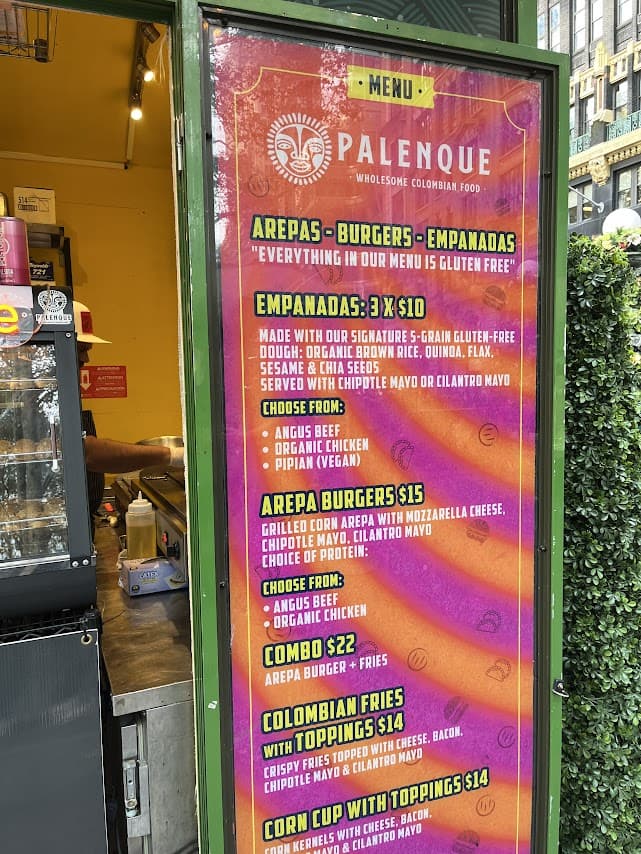 MENU
PALENQUE
· WHOLESOME COLOMBIAN FOOD ·
AREPAS - BURGERS - EMPANADAS
"EVERYTHING IN OUR MENU IS GLUTEN FREE"
EMPANADAS: 3 X $10
MADE WITH OUR SIGNATURE 5-GRAIN GLUTEN-FREE
DOUGH: ORGANIC BROWN RICE, QUINOA, FLAX,
SESAME & CHIA SEEDS
SERVED WITH CHIPOTLE MAYO OR CILANTRO MAYO
CHOOSE FROM:
• ANGUS BEEF
• ORGANIC CHICKEN
• PIPIAN (VEGAN)
AREPA BURGERS $15
GRILLED CORN AREPA WITH MOZZARELLA CHEESE,
CHIPOTLE MAYO, CILANTRO MAYO
CHOICE OF PROTEIN:
CHOOSE FROM:
• ANGUS BEEF
• ORGANIC CHICKEN
COMBO $22
AREPA BURGER + FRIES
COLOMBIAN FRIES
WITH TOPPINGS $14
CRISPY FRIES TOPPED WITH CHEESE, BACON,
CHIPOTLE MAYO & CILANTRO MAYO
CORN CUP WITH TOPPINGS $14
CORN KERNELS WITH CHEESE, BACON,
MAYO & CILANTRO MAYO
PALENQUE
e
721
LATEX